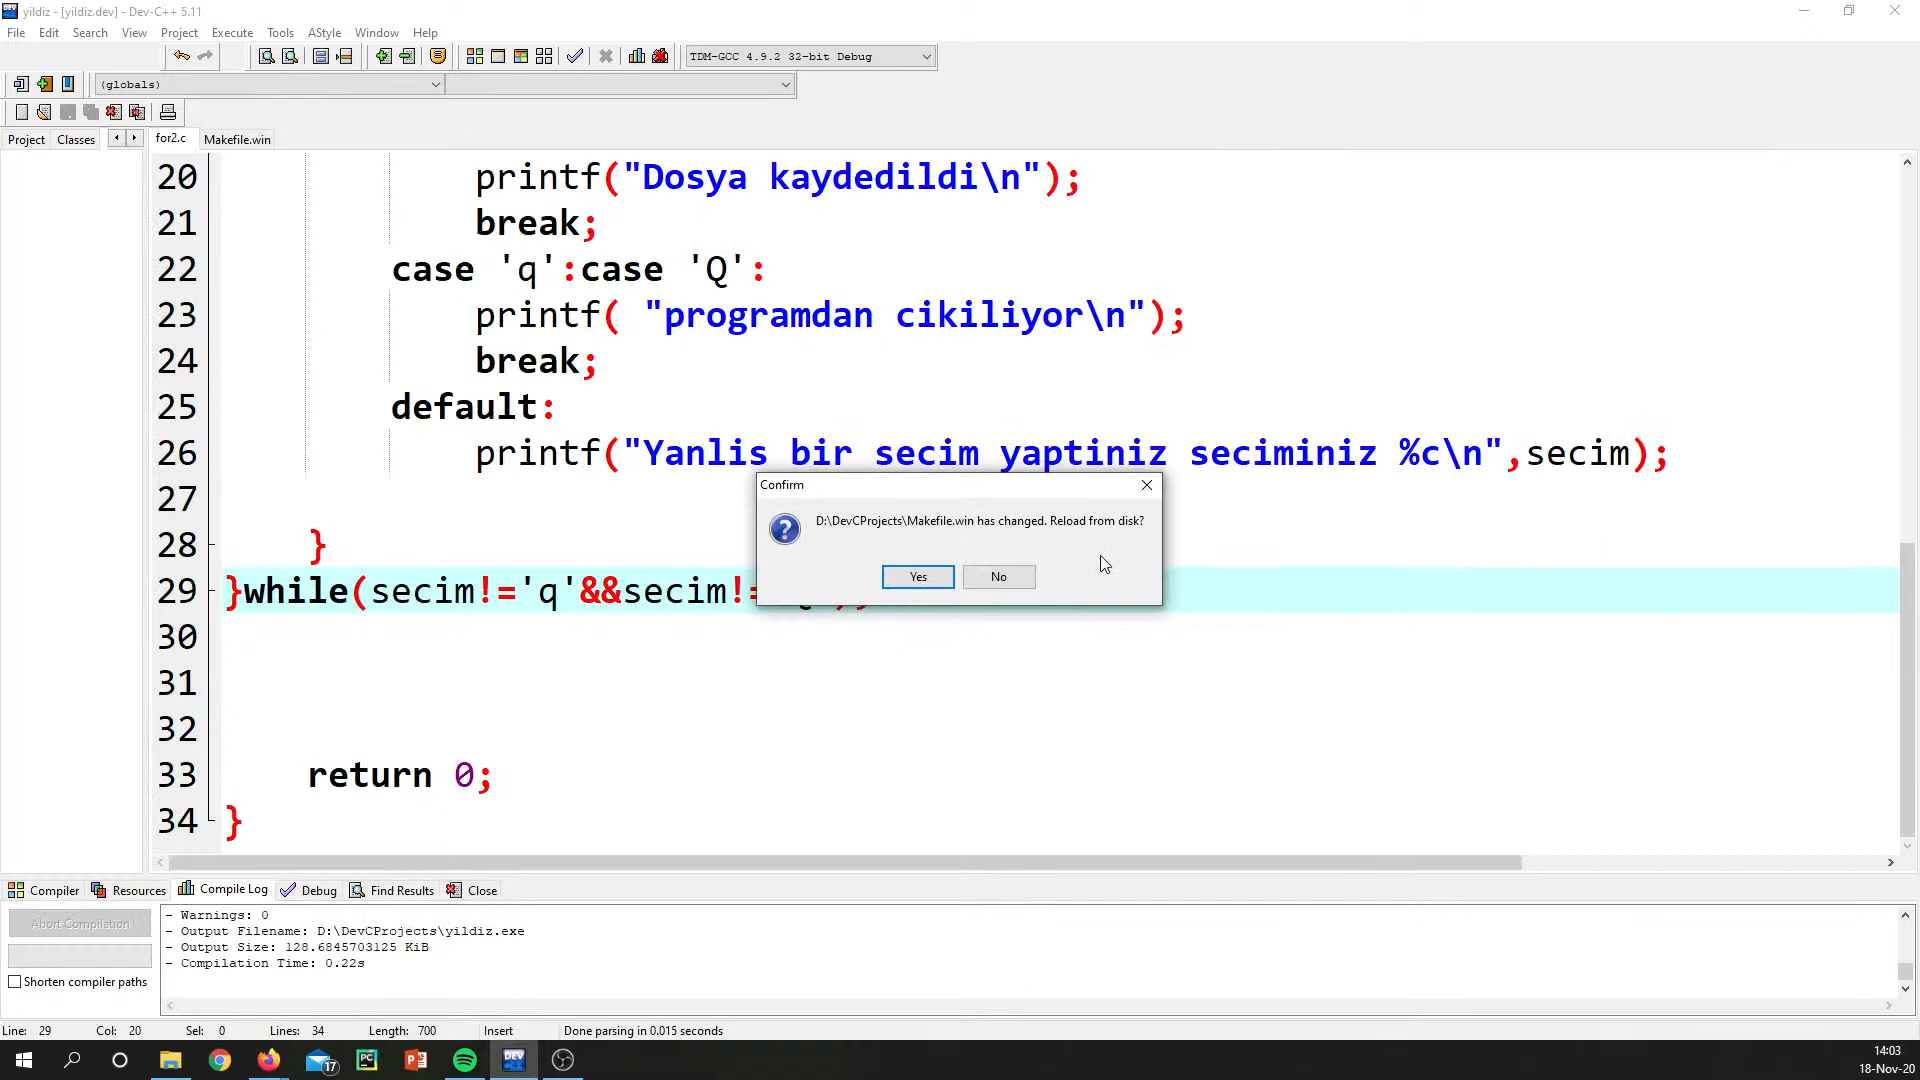 yildiz - [yildiz.dev] - Dev-C++ 5.11
File Edit Search View Project Execute Tools AStyle Window Help
TDM-GCC 4.9.2 32-bit Debug
(globals)
Project Classes for2.c Makefile.win
20 printf("Dosya kaydedildi\n");
21 break;
22 case 'q':case 'Q':
23 printf( "programdan cikiliyor\n");
24 break;
25 default:
26 printf("Yanlis bir secim yaptiniz seciminiz %c\n",secim);
27
28 }
29 }while(secim!='q'&&secim!=
30
31
32
33 return 0;
34 }
Confirm
D:\DevCProjects\Makefile.win has changed. Reload from disk?
Yes No
Compiler Resources Compile Log Debug Find Results Close
Abort Compilation
Shorten compiler paths
- Warnings: 0
- Output Filename: D:\DevCProjects\yildiz.exe
- Output Size: 128.6845703125 KiB
- Compilation Time: 0.22s
Line: 29 Col: 20 Sel: 0 Lines: 34 Length: 700 Insert Done parsing in 0.015 seconds
17
PC
DEV
14:03
18-Nov-20